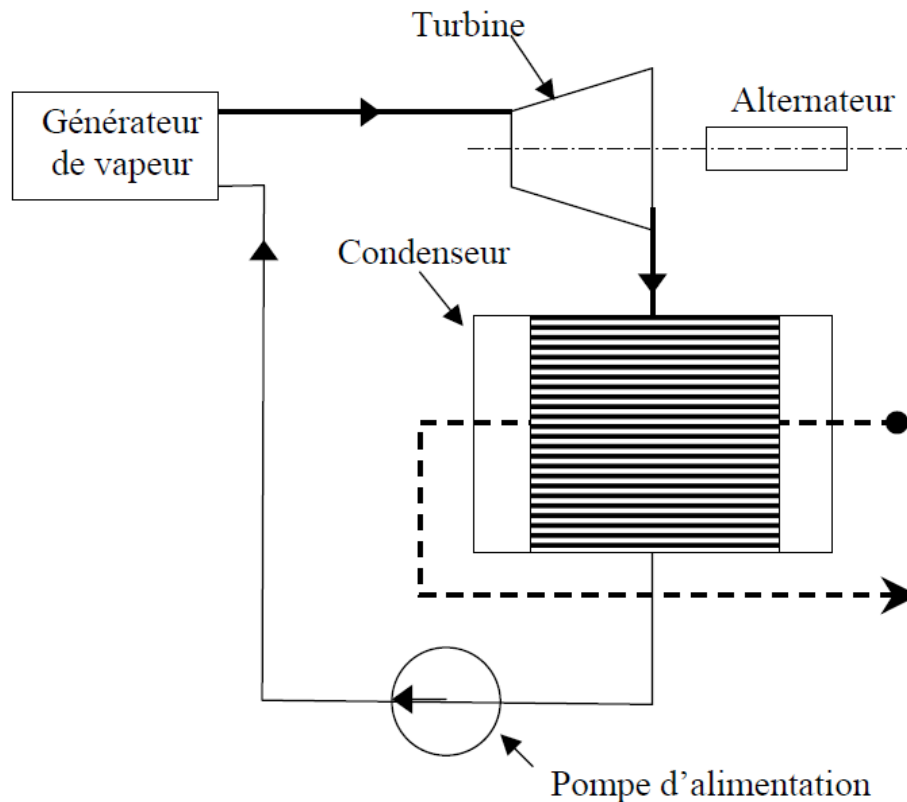 Turbine
Générateur
de vapeur
Alternateur
Condenseur
Pompe d'alimentation